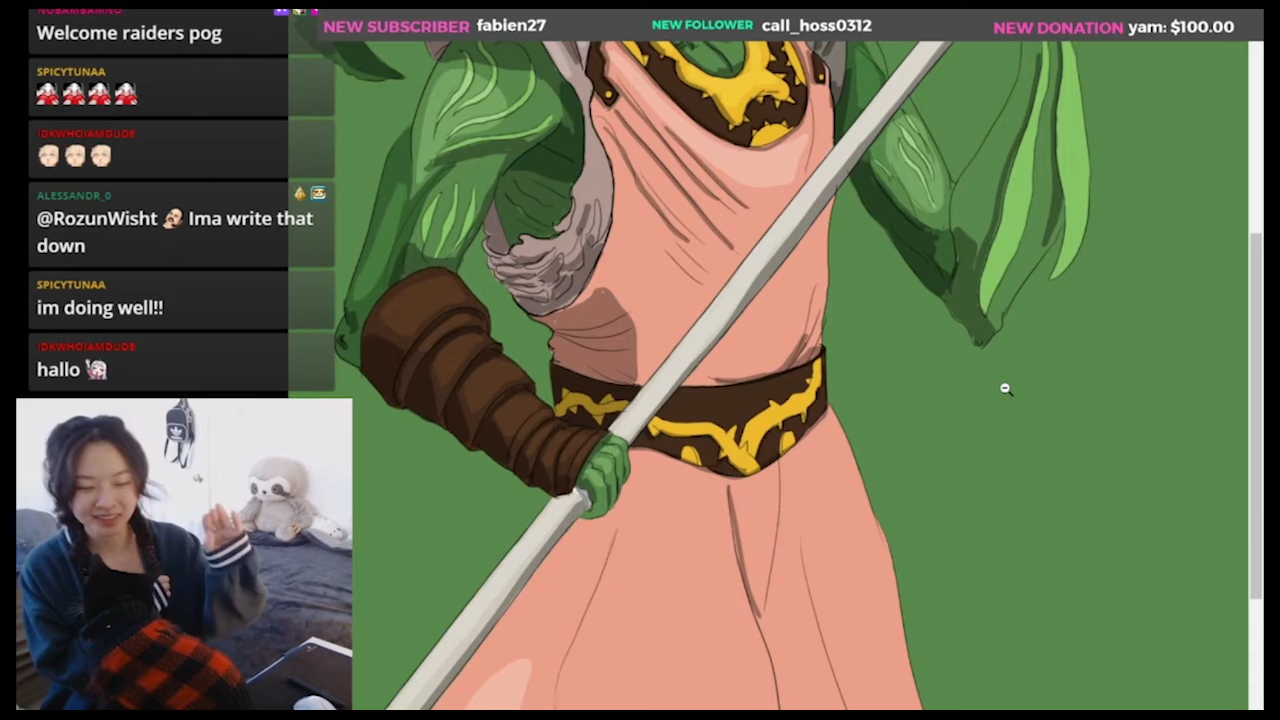 NEW SUBSCRIBER fabien27 NEW FOLLOWER call_hoss0312 NEW DONATION yam: $100.00
Welcome raiders pog
SPICYTUNAA
IDKWHOIAMDUDE
ALESSANDR_0
@RozunWisht Ima write that
down
SPICYTUNAA
im doing well!!
IDKWHOIAMDUDE
hallo